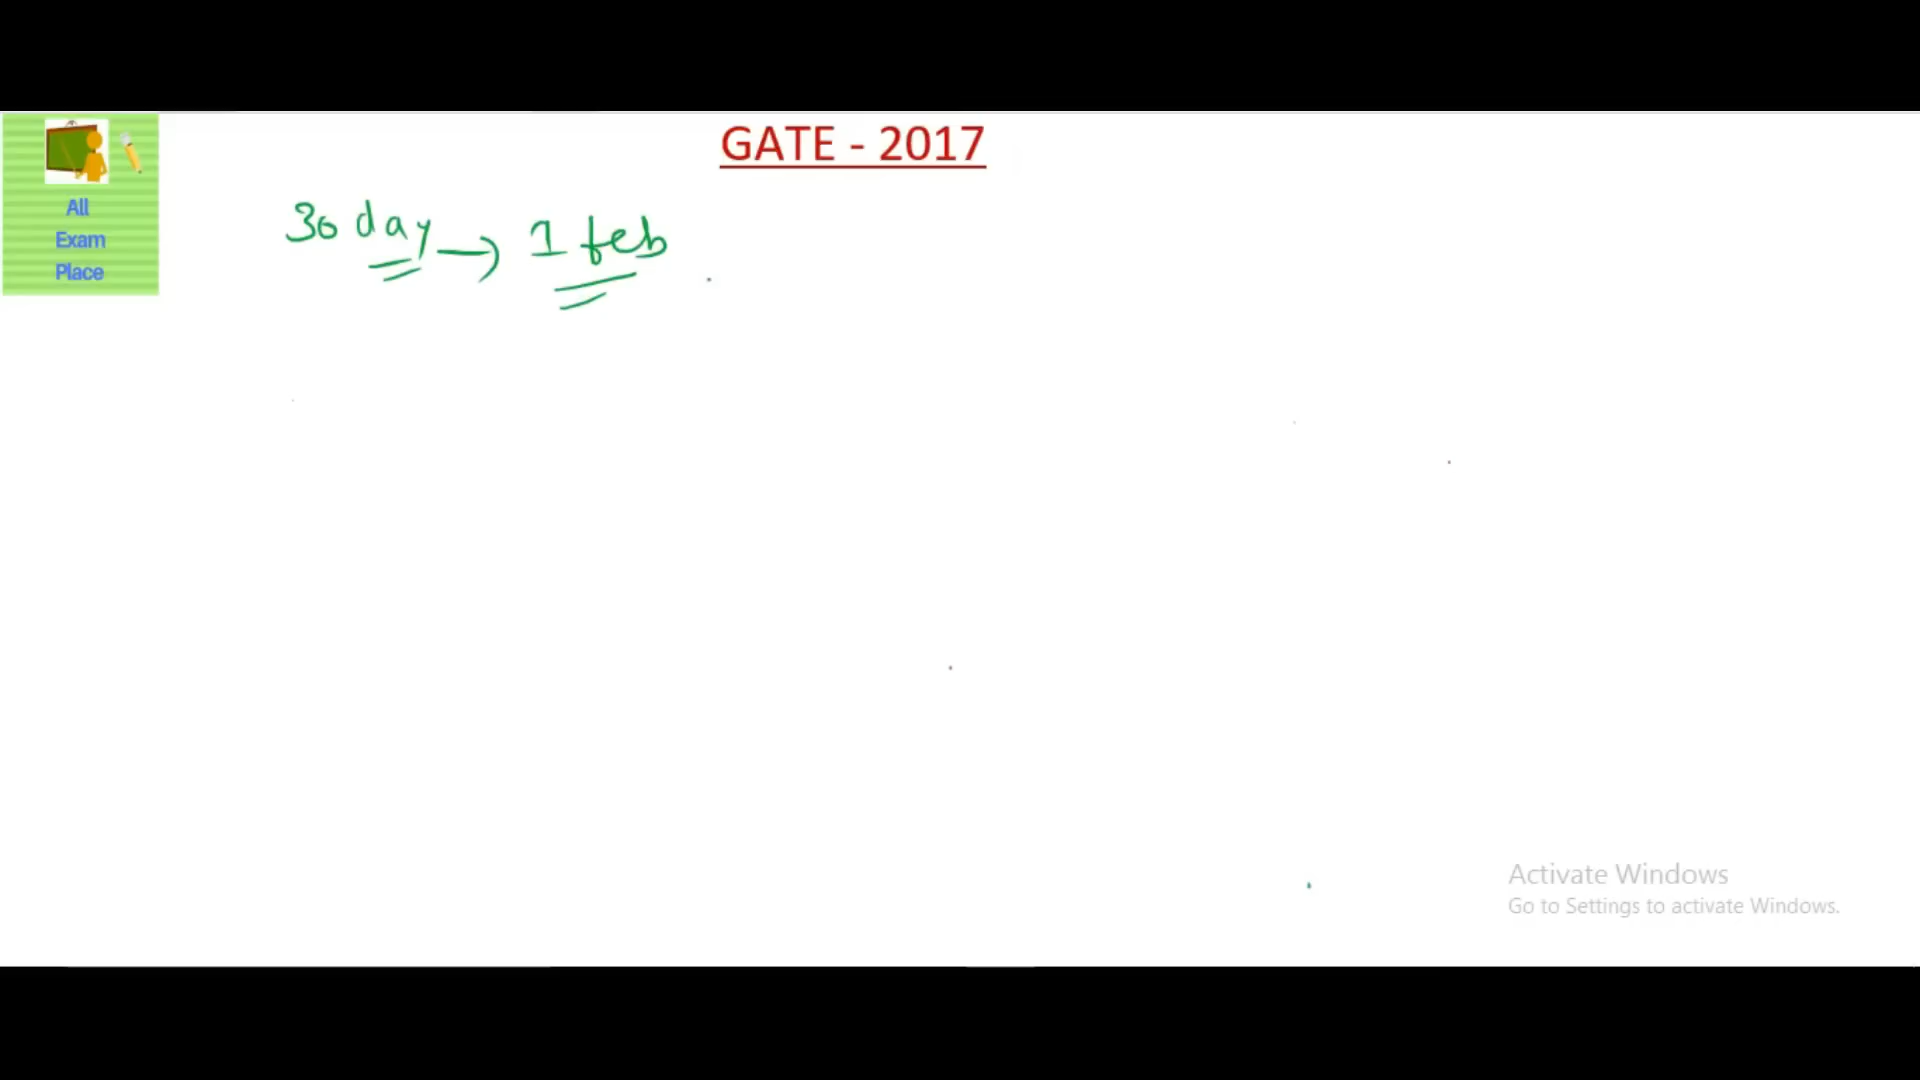 GATE - 2017
All
Exam
Place
30 day → 1 feb
Activate Windows
Go to Settings to activate Windows.